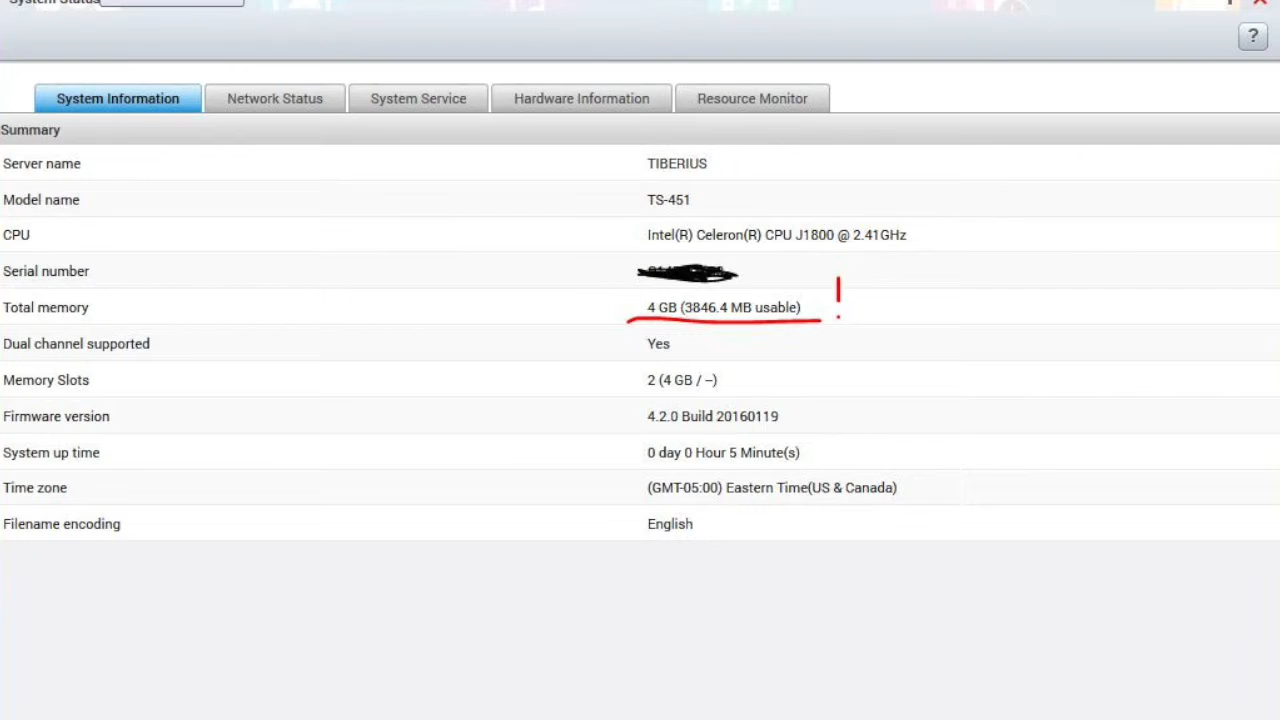 System Status
?
System Information Network Status System Service Hardware Information Resource Monitor
Summary
Server name TIBERIUS
Model name TS-451
CPU Intel(R) Celeron(R) CPU J1800 @ 2.41GHz
Serial number
Total memory 4 GB (3846.4 MB usable) !
Dual channel supported Yes
Memory Slots 2 (4 GB / --)
Firmware version 4.2.0 Build 20160119
System up time 0 day 0 Hour 5 Minute(s)
Time zone (GMT-05:00) Eastern Time(US & Canada)
Filename encoding English